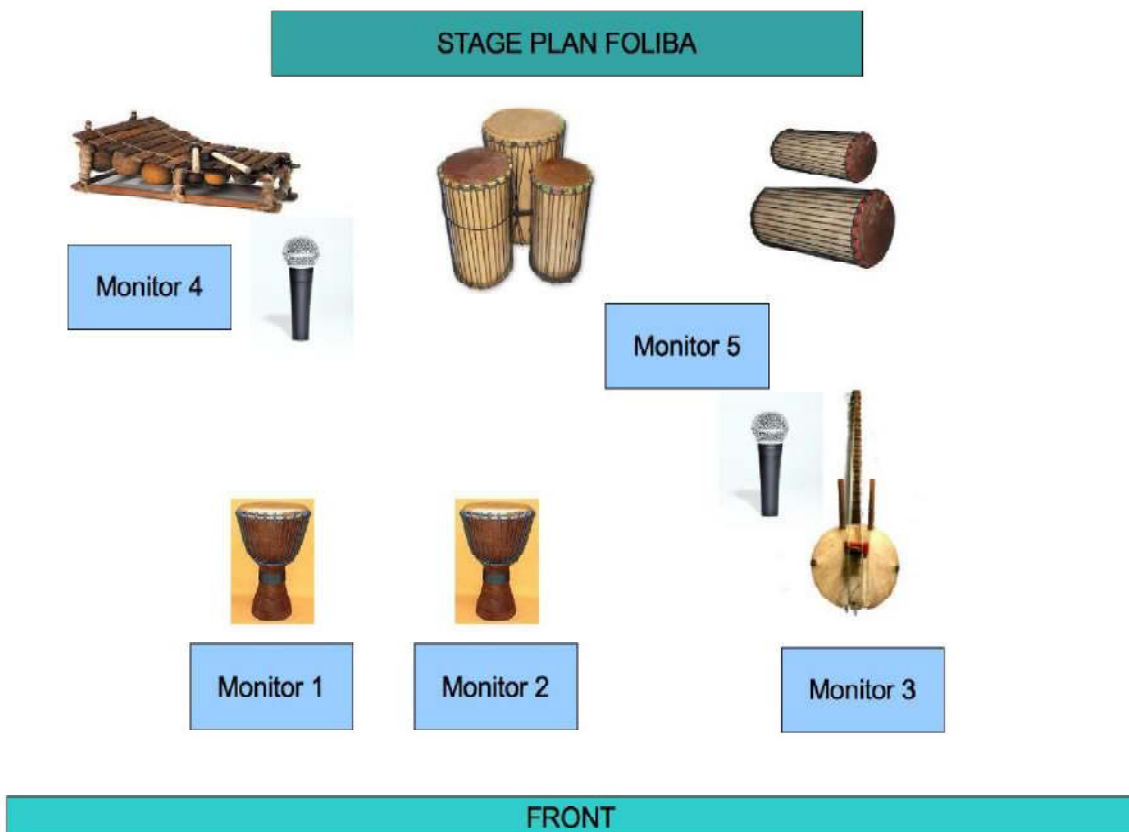 STAGE PLAN FOLIBA
Monitor 4
Monitor 5
Monitor 1
Monitor 2
Monitor 3
FRONT